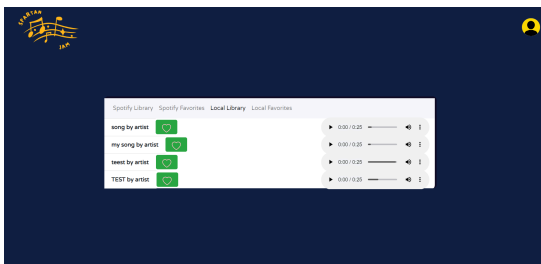 SPARTAN
JAM
Spotify Library Spotify Favorites Local Library Local Favorites
song by artist 0:00 / 0:25
my song by artist 0:00 / 0:25
teest by artist 0:00 / 0:25
TEST by artist 0:00 / 0:25